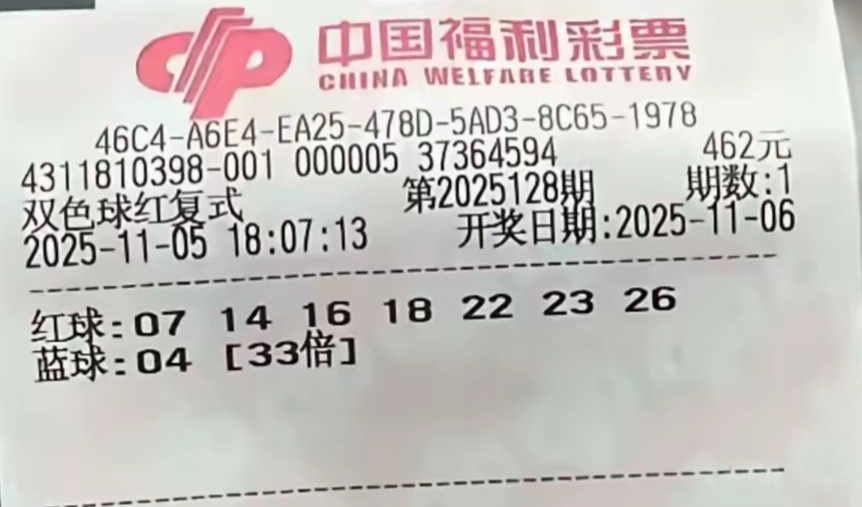 中国福利彩票
CHINA WELFARE LOTTERY
46C4-A6E4-EA25-478D-5AD3-8C65-1978
4311810398-001 000005 37364594 462元
双色球红复式 第2025128期 期数:1
2025-11-05 18:07:13 开奖日期:2025-11-06
红球:07 14 16 18 22 23 26
蓝球:04 [33倍]